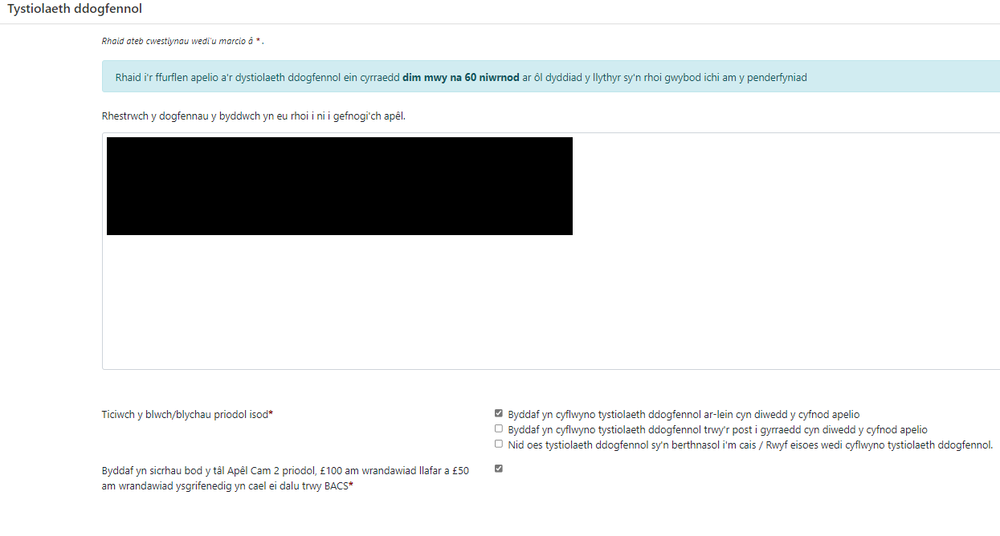 Tystiolaeth ddogfennol
Rhaid ateb cwestiynau wedi'u marcio â * .
Rhaid i'r ffurflen apelio a'r dystiolaeth ddogfennol ein cyrraedd dim mwy na 60 niwrnod ar ôl dyddiad y llythyr sy'n rhoi gwybod ichi am y penderfyniad
Rhestrwch y dogfennau y byddwch yn eu rhoi i ni i gefnogi'ch apêl.
Ticiwch y blwch/blychau priodol isod*
Byddaf yn cyflwyno tystiolaeth ddogfennol ar-lein cyn diwedd y cyfnod apelio
Byddaf yn cyflwyno tystiolaeth ddogfennol trwy'r post i gyrraedd cyn diwedd y cyfnod apelio
Nid oes tystiolaeth ddogfennol sy'n berthnasol i'm cais / Rwyf eisoes wedi cyflwyno tystiolaeth ddogfennol.
Byddaf yn sicrhau bod y tâl Apêl Cam 2 priodol, £100 am wrandawiad llafar a £50
am wrandawiad ysgrifenedig yn cael ei dalu trwy BACS*